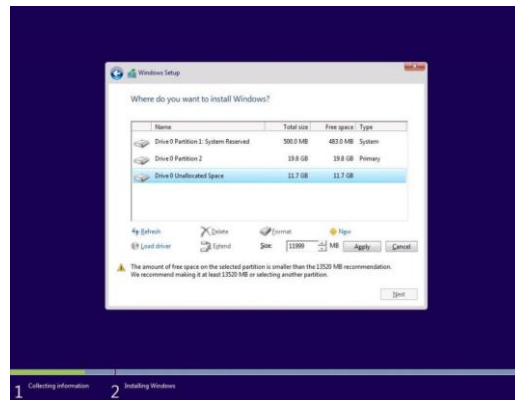 Windows Setup
Where do you want to install Windows?
Name Total size Free space Type
Drive 0 Partition 1: System Reserved 500.0 MB 483.0 MB System
Drive 0 Partition 2 19.8 GB 19.8 GB Primary
Drive 0 Unallocated Space 11.7 GB 11.7 GB
Refresh Delete Format New
Load driver Extend Size: 11999 MB Apply Cancel
The amount of free space on the selected partition is smaller than the 13520 MB recommendation.
We recommend making it at least 13520 MB or selecting another partition.
Next
1 Collecting information 2 Installing Windows